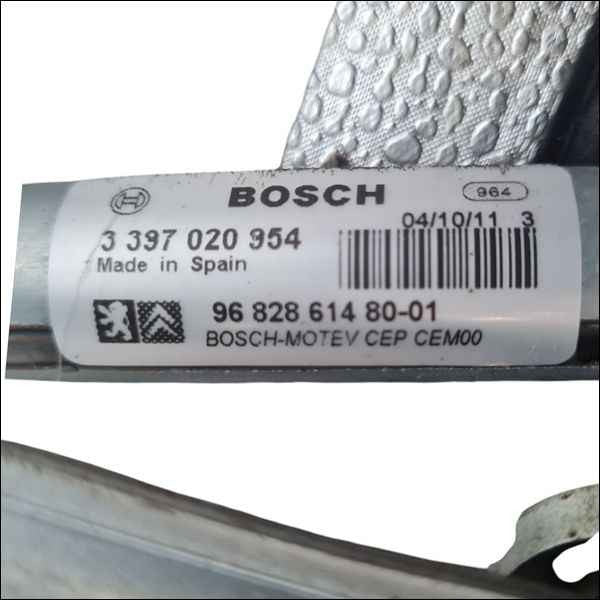 BOSCH 964
04/10/11 3
3 397 020 954
Made in Spain
96 828 614 80-01
BOSCH-MOTEV CEP CEM00